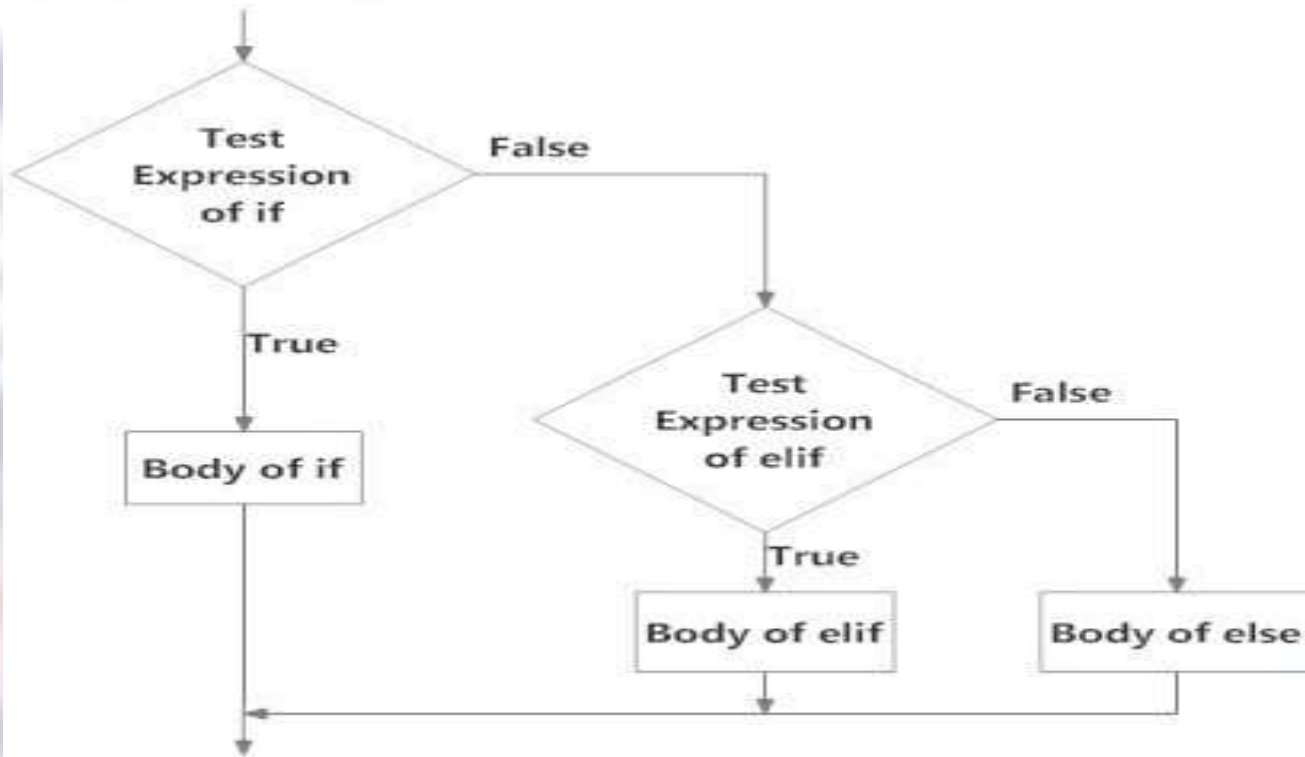 Test
Expression
of if
False
True
Body of if
Test
Expression
of elif
False
True
Body of elif
Body of else